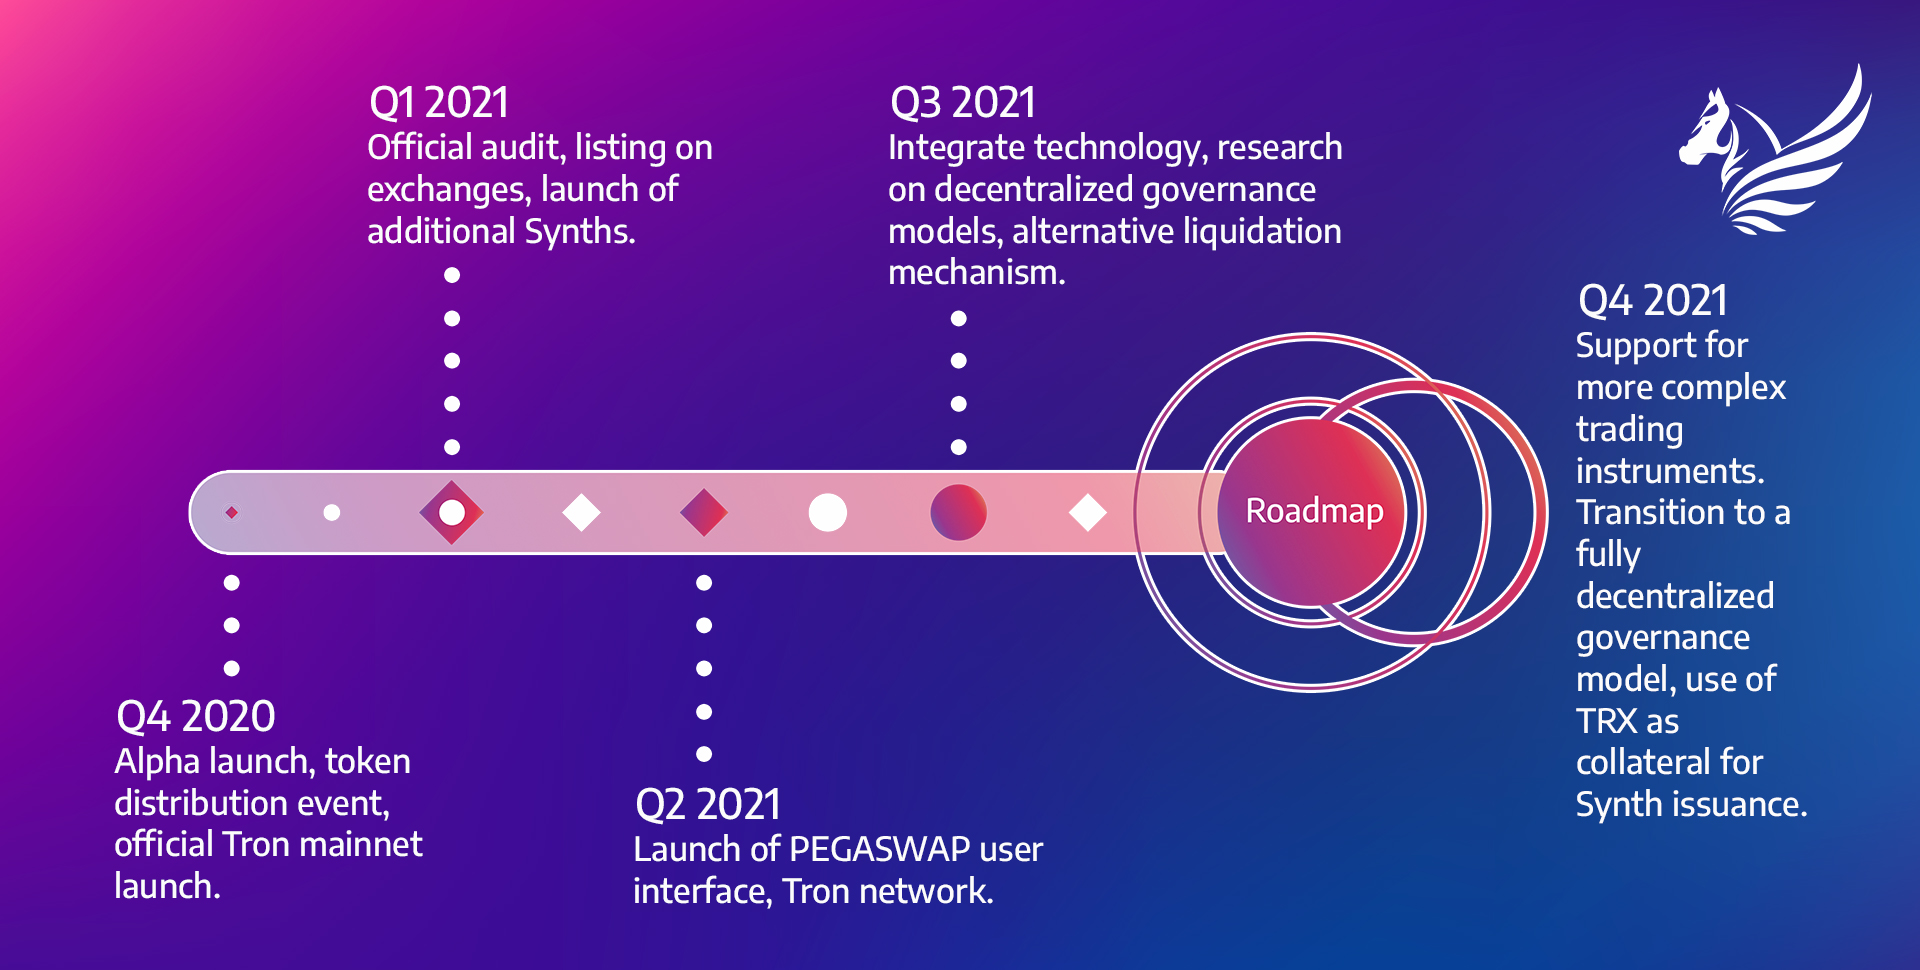 Q1 2021
Official audit, listing on
exchanges, launch of
additional Synths.
Q3 2021
Integrate technology, research
on decentralized governance
models, alternative liquidation
mechanism.
Roadmap
Q4 2021
Support for
more complex
trading
instruments.
Transition to a
fully
decentralized
governance
model, use of
TRX as
collateral for
Synth issuance.
Q4 2020
Alpha launch, token
distribution event,
official Tron mainnet
launch.
Q2 2021
Launch of PEGASWAP user
interface, Tron network.